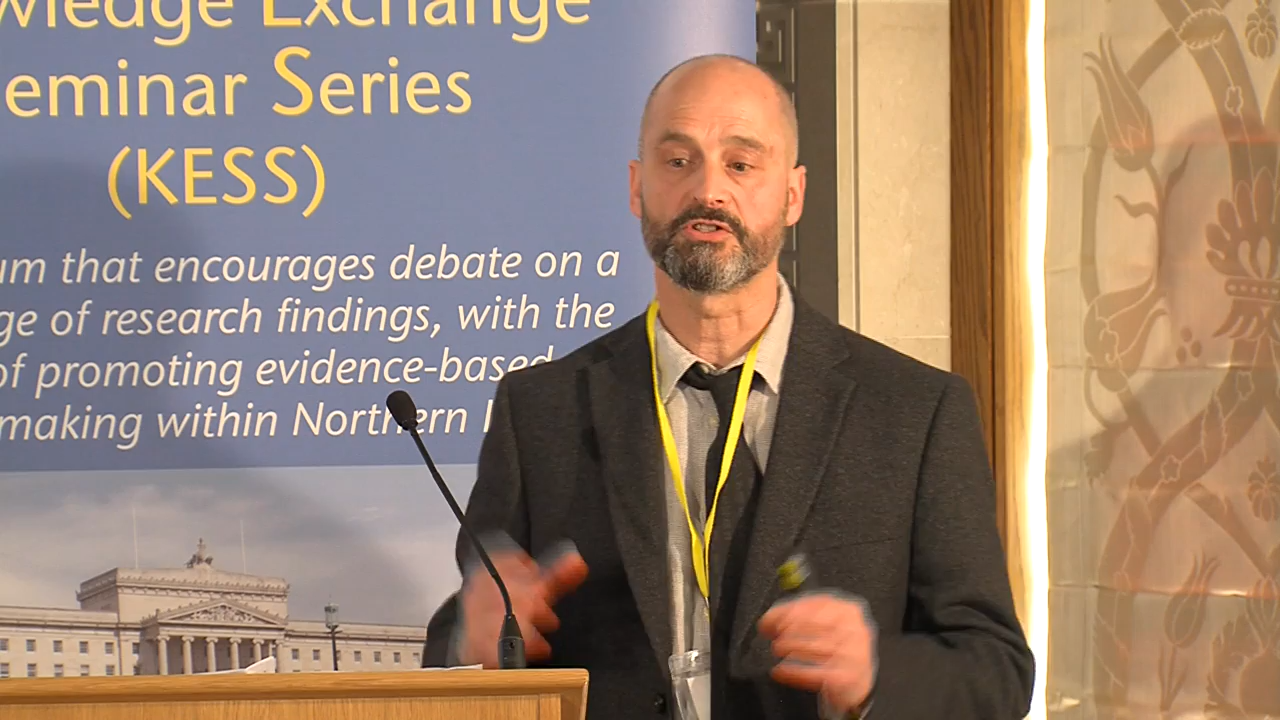 wledge Exchange
eminar Series
(KESS)
um that encourages debate on a
ge of research findings, with the
of promoting evidence-based
making within Northern I